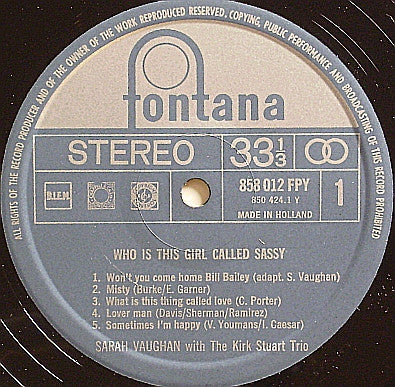 ALL RIGHTS OF THE RECORD PRODUCER AND OF THE OWNER OF THE WORK REPRODUCED RESERVED. COPYING, PUBLIC PERFORMANCE AND BROADCASTING OF THIS RECORD PROHIBITED
fontana
STEREO 33 1/3
B.I.E.M. 858 012 FPY 1
850 424.1 Y
MADE IN HOLLAND
WHO IS THIS GIRL CALLED SASSY
1. Won't you come home Bill Bailey (adapt. S. Vaughan)
2. Misty (Burke/E. Garner)
3. What is this thing called love (C. Porter)
4. Lover man (Davis/Sherman/Ramirez)
5. Sometimes I'm happy (V. Youmans/I. Caesar)
SARAH VAUGHAN with The Kirk Stuart Trio